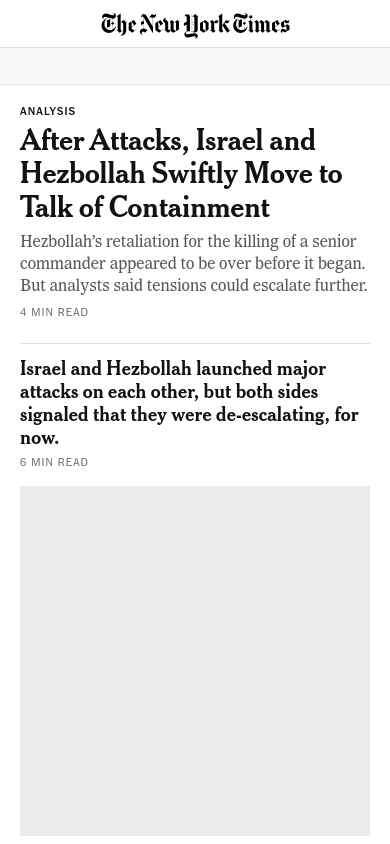 The New York Times
ANALYSIS
After Attacks, Israel and
Hezbollah Swiftly Move to
Talk of Containment
Hezbollah’s retaliation for the killing of a senior
commander appeared to be over before it began.
But analysts said tensions could escalate further.
4 MIN READ
Israel and Hezbollah launched major
attacks on each other, but both sides
signaled that they were de-escalating, for
now.
6 MIN READ